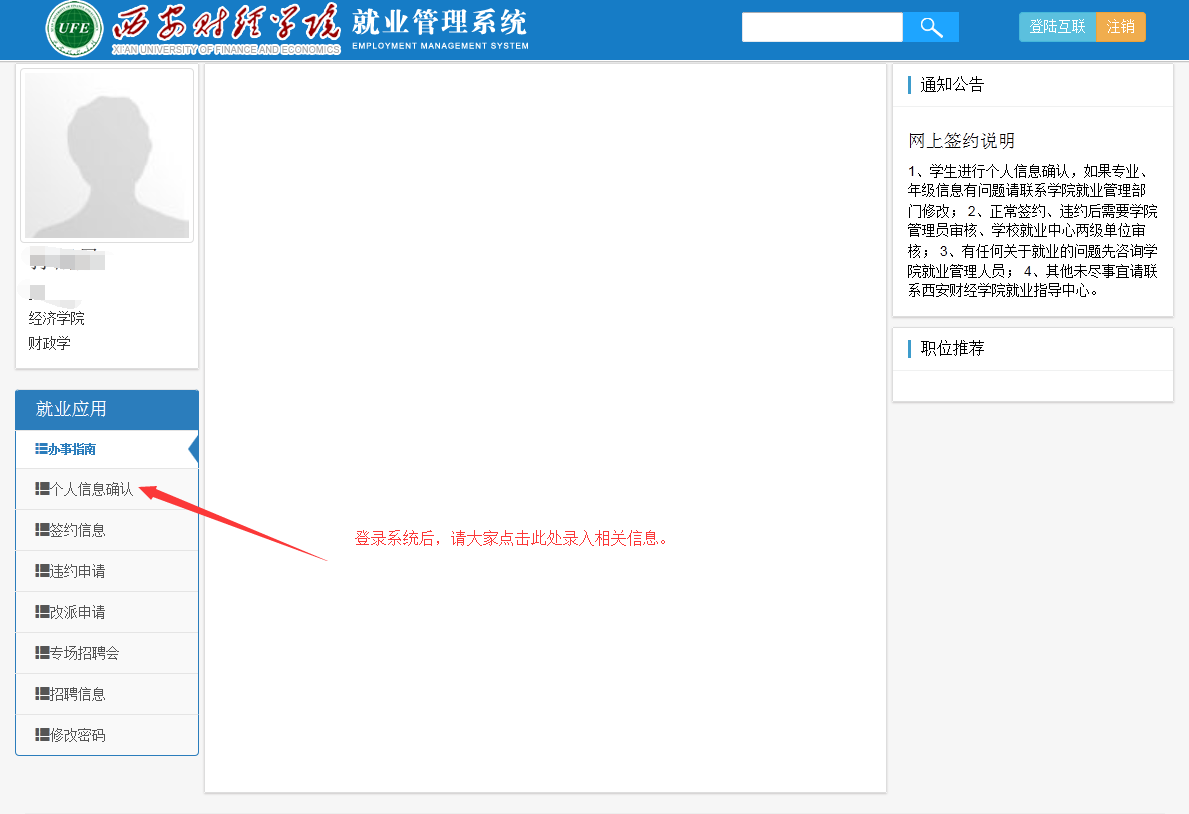 UFE
西安财经学院
XI'AN UNIVERSITY OF FINANCE AND ECONOMICS
就业管理系统
EMPLOYMENT MANAGEMENT SYSTEM
登陆互联
注销
经济学院
财政学
就业应用
办事指南
个人信息确认
签约信息
违约申请
改派申请
专场招聘会
招聘信息
修改密码
登录系统后，请大家点击此处录入相关信息。
通知公告
网上签约说明
1、学生进行个人信息确认，如果专业、
年级信息有问题请联系学院就业管理部
门修改； 2、正常签约、违约后需要学院
管理员审核、学校就业中心两级单位审
核； 3、有任何关于就业的问题先咨询学
院就业管理人员； 4、其他未尽事宜请联
系西安财经学院就业指导中心。
职位推荐